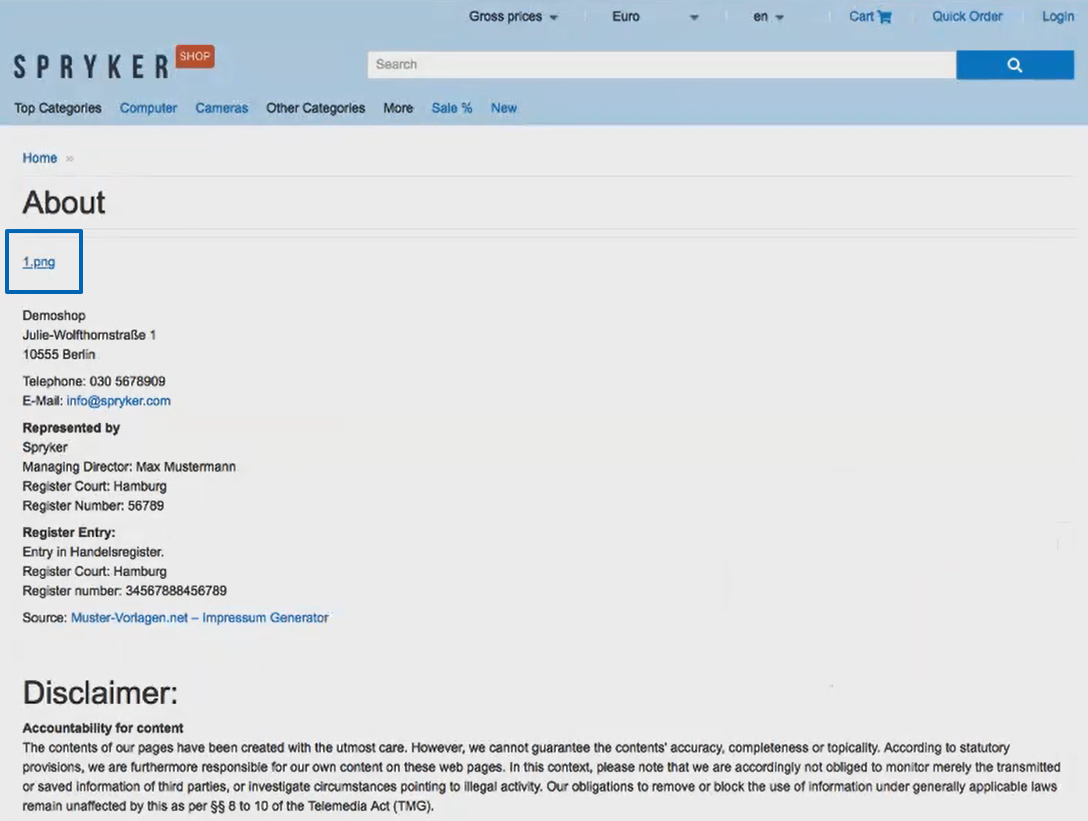 Gross prices Euro en Cart Quick Order Login
SPRYKER SHOP
Search
Top Categories Computer Cameras Other Categories More Sale % New
Home »
About
1.png
Demoshop
Julie-Wolfthornstraße 1
10555 Berlin
Telephone: 030 5678909
E-Mail: info@spryker.com
Represented by
Spryker
Managing Director: Max Mustermann
Register Court: Hamburg
Register Number: 56789
Register Entry:
Entry in Handelsregister.
Register Court: Hamburg
Register number: 34567888456789
Source: Muster-Vorlagen.net – Impressum Generator
Disclaimer:
Accountability for content
The contents of our pages have been created with the utmost care. However, we cannot guarantee the contents' accuracy, completeness or topicality. According to statutory
provisions, we are furthermore responsible for our own content on these web pages. In this context, please note that we are accordingly not obliged to monitor merely the transmitted
or saved information of third parties, or investigate circumstances pointing to illegal activity. Our obligations to remove or block the use of information under generally applicable laws
remain unaffected by this as per §§ 8 to 10 of the Telemedia Act (TMG).